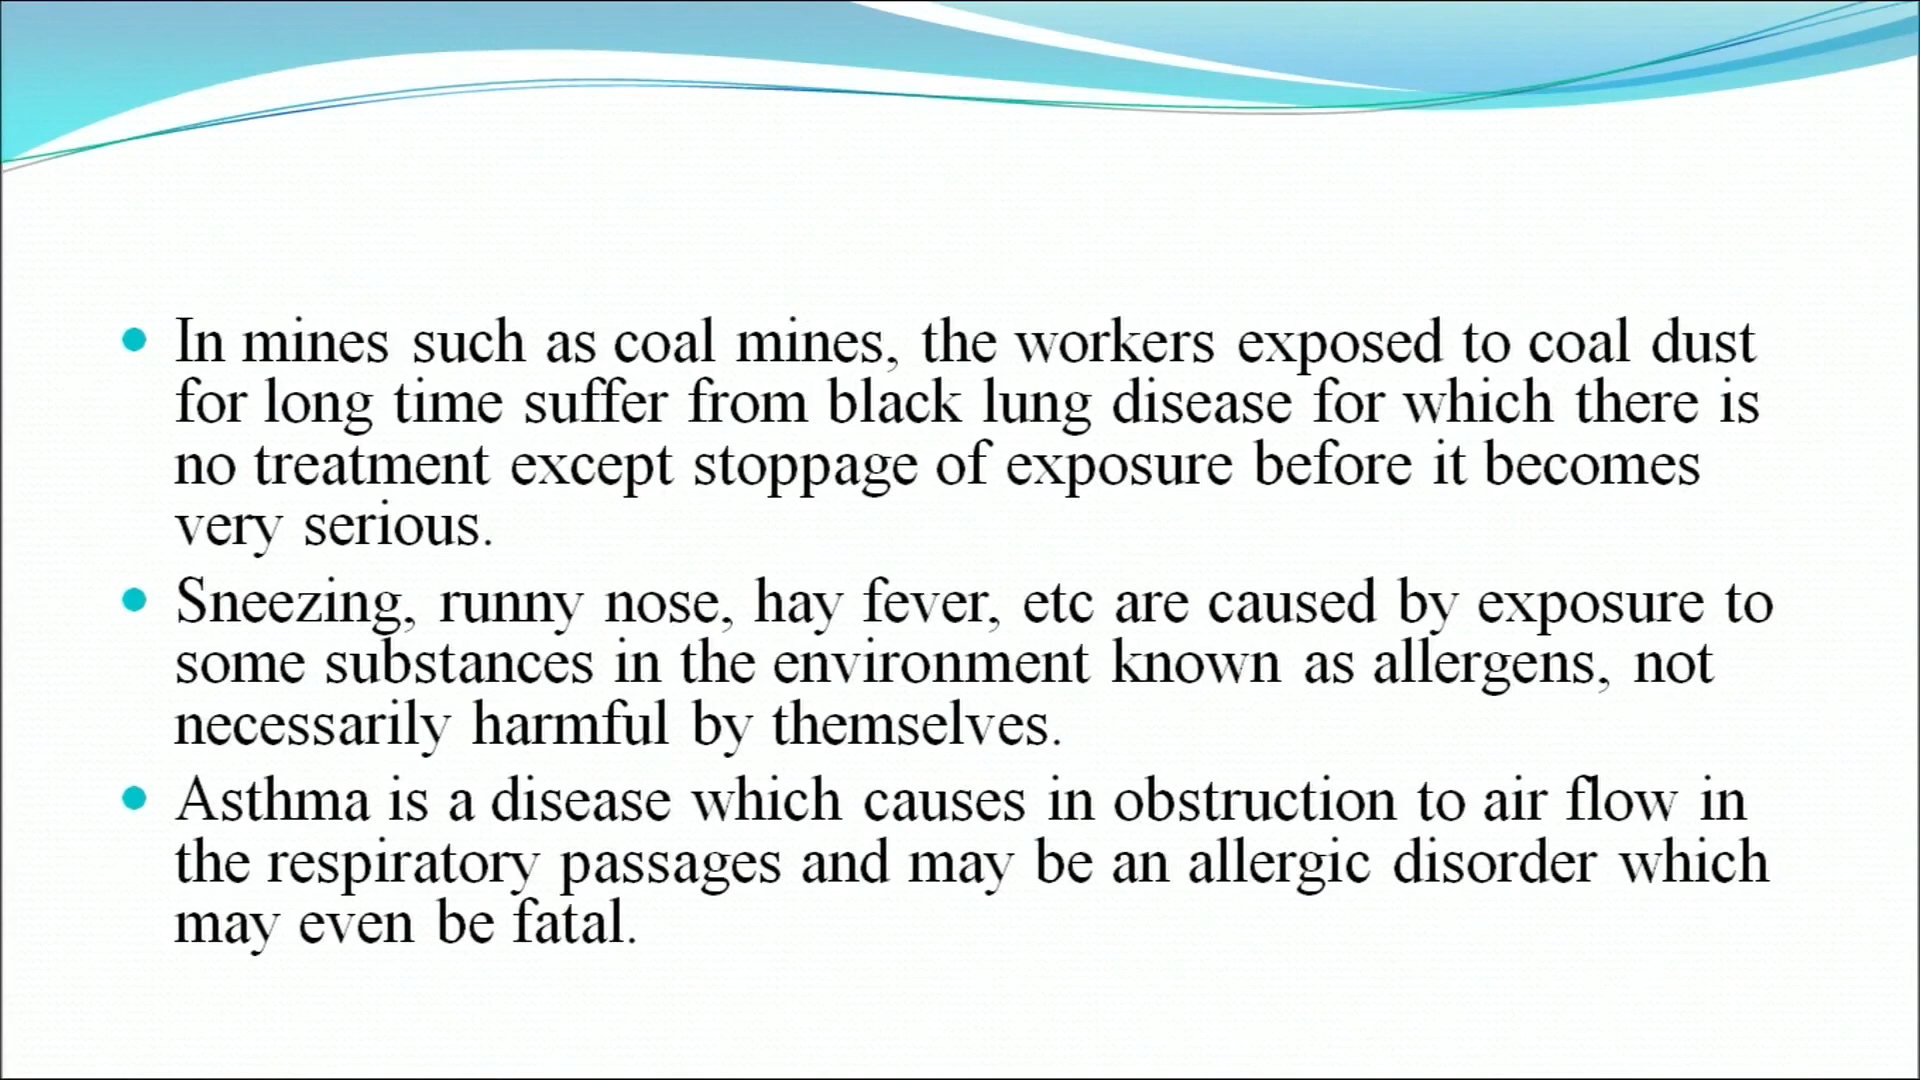 In mines such as coal mines, the workers exposed to coal dust
for long time suffer from black lung disease for which there is
no treatment except stoppage of exposure before it becomes
very serious.
Sneezing, runny nose, hay fever, etc are caused by exposure to
some substances in the environment known as allergens, not
necessarily harmful by themselves.
Asthma is a disease which causes in obstruction to air flow in
the respiratory passages and may be an allergic disorder which
may even be fatal.